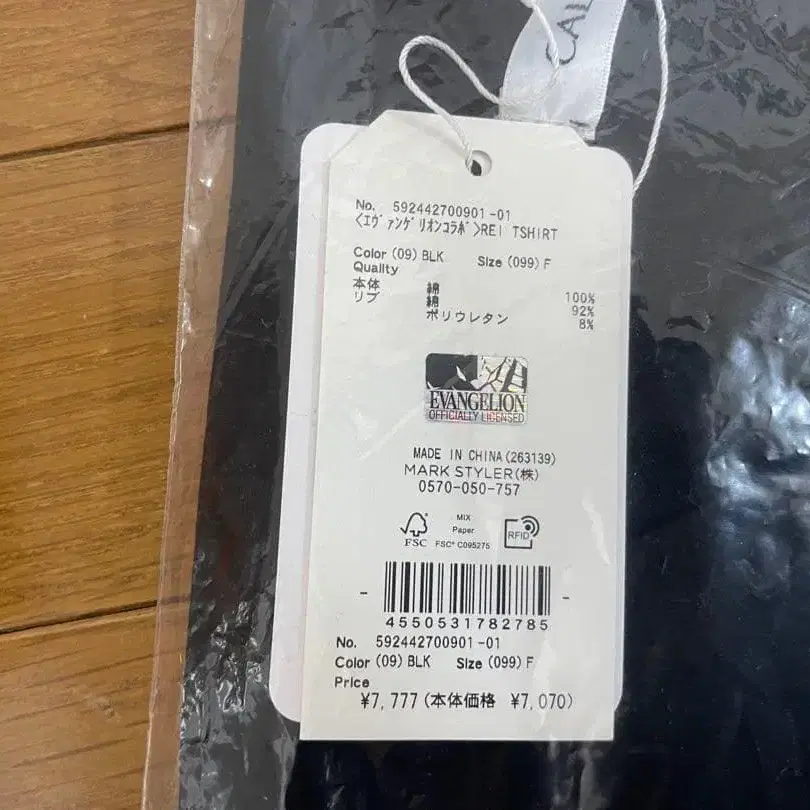 CAL
No. 592442700901-01
<ｴｳﾞｧﾝｹﾞﾘｵﾝｺﾗﾎﾞ>REI TSHIRT
Color (09) BLK Size (099) F
Quality
本体 綿 100%
リブ 綿 92%
ポリウレタン 8%
EVANGELION
OFFICIALLY LICENSED
MADE IN CHINA(263139)
MARK STYLER(株)
0570-050-757
FSC
MIX
Paper
FSC® C095275
RFID
4550531782785
No. 592442700901-01
Color (09) BLK Size (099) F
Price
¥7,777(本体価格 ¥7,070)